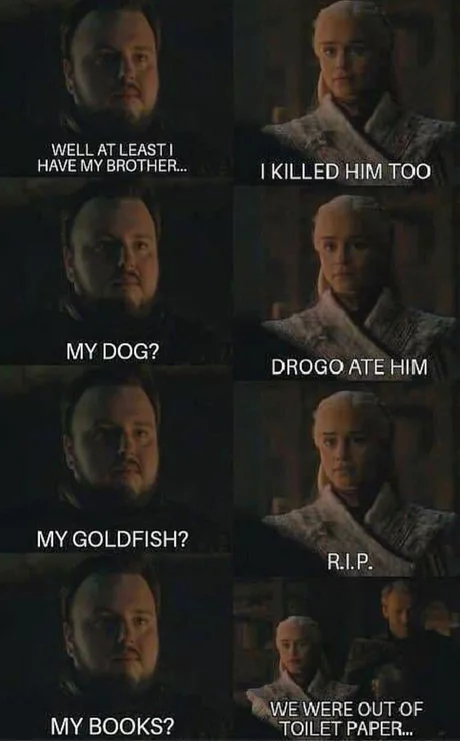 WELL AT LEAST I
HAVE MY BROTHER...
I KILLED HIM TOO
MY DOG?
DROGO ATE HIM
MY GOLDFISH?
R.I.P.
MY BOOKS?
WE WERE OUT OF
TOILET PAPER...